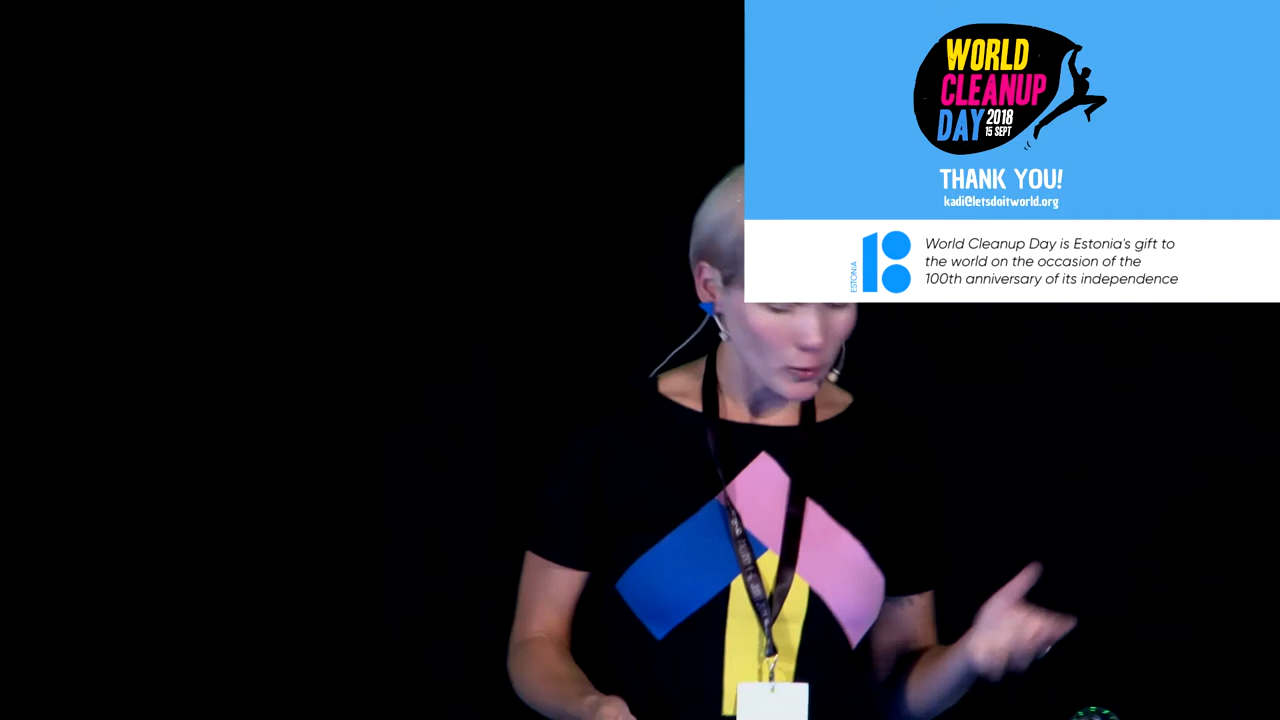 WORLD
CLEANUP
DAY 2018
15 SEPT
THANK YOU!
kadi@letsdoitworld.org
ESTONIA
100
World Cleanup Day is Estonia's gift to
the world on the occasion of the
100th anniversary of its independence